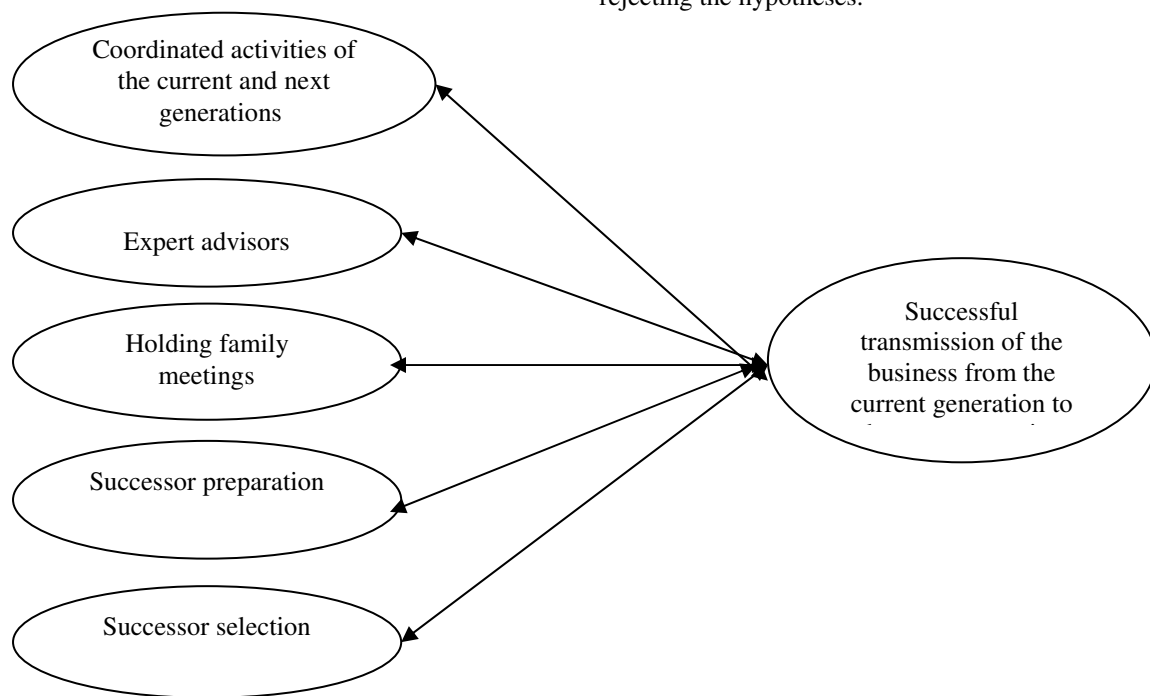 rejecting the hypotheses.
Coordinated activities of
the current and next
generations
Expert advisors
Holding family
meetings
Successor preparation
Successor selection
Successful
transmission of the
business from the
current generation to